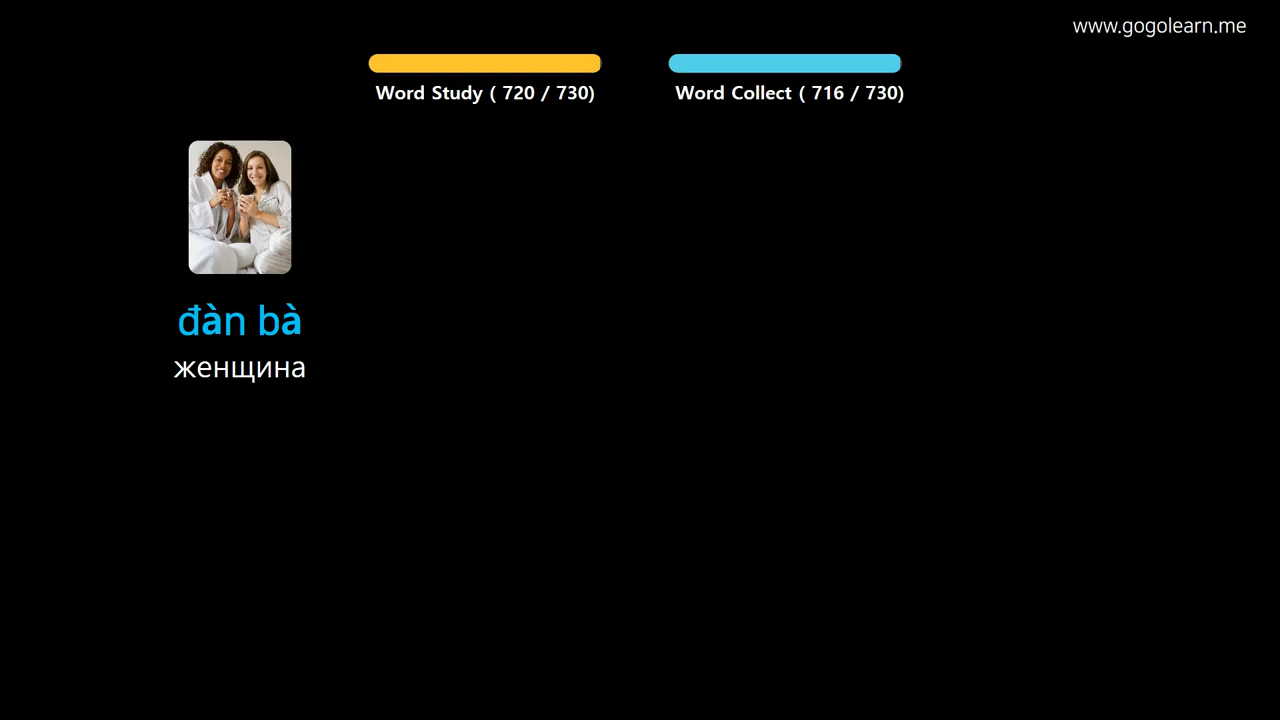 www.gogolearn.me
Word Study ( 720 / 730)
Word Collect ( 716 / 730)
đàn bà
женщина